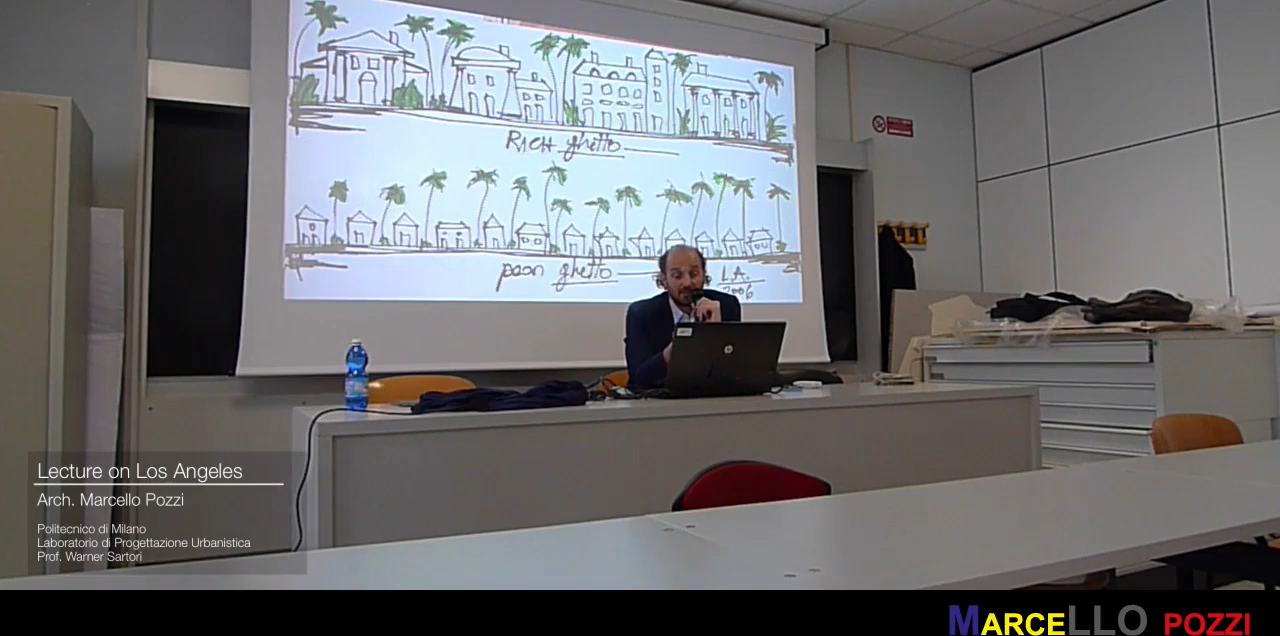 RICH ghetto
poor ghetto
L.A.
2006
hp
Lecture on Los Angeles
Arch. Marcello Pozzi
Politecnico di Milano
Laboratorio di Progettazione Urbanistica
Prof. Warner Sartori
MARCELLO POZZI